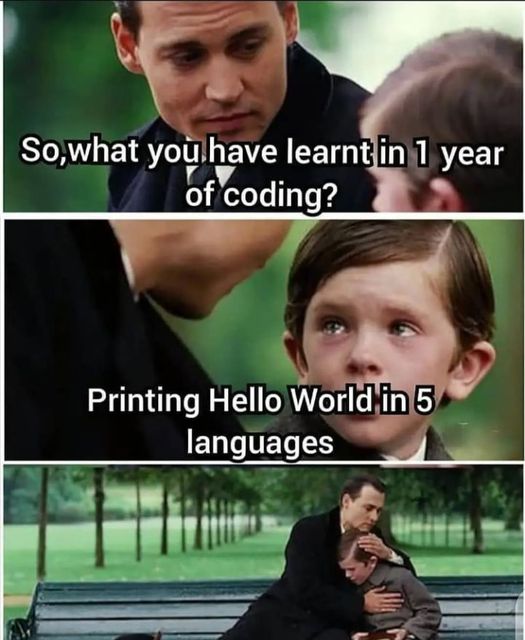 So,what you have learnt in 1 year
of coding?
Printing Hello World in 5
languages